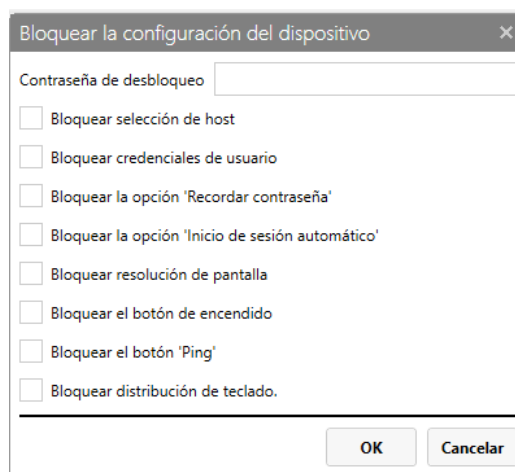 Bloquear la configuración del dispositivo
Contraseña de desbloqueo
Bloquear selección de host
Bloquear credenciales de usuario
Bloquear la opción 'Recordar contraseña'
Bloquear la opción 'Inicio de sesión automático'
Bloquear resolución de pantalla
Bloquear el botón de encendido
Bloquear el botón 'Ping'
Bloquear distribución de teclado.
OK Cancelar